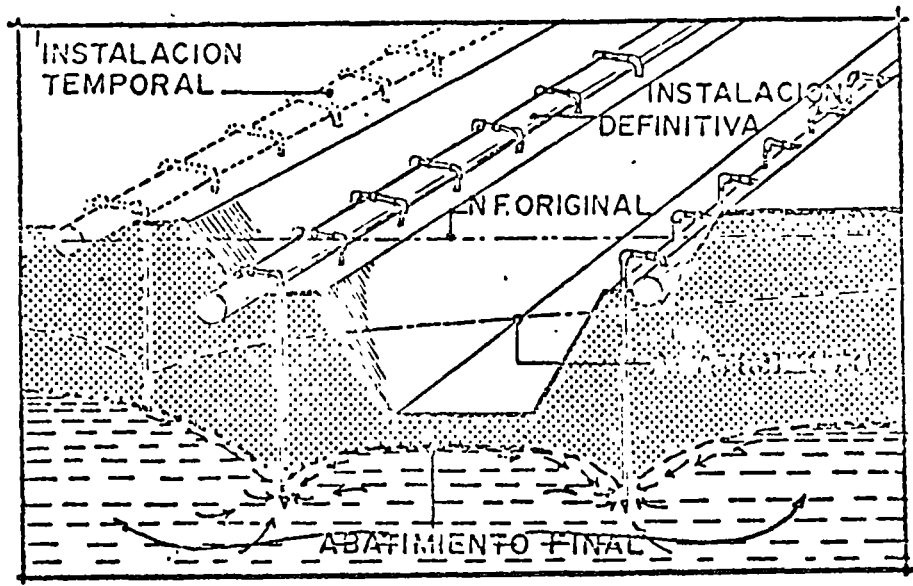 INSTALACION
TEMPORAL
INSTALACION
DEFINITIVA
N.F. ORIGINAL
ABATIMIENTO FINAL